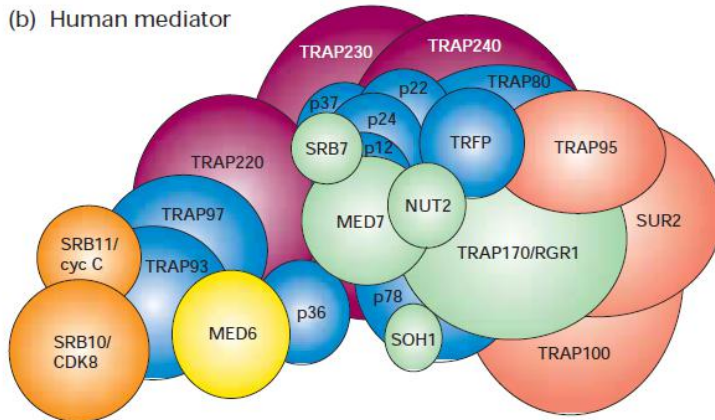 (b) Human mediator
TRAP230
TRAP240
p22
TRAP80
p37
p24
SRB7
p12
TRFP
TRAP95
TRAP220
NUT2
TRAP97
MED7
SUR2
SRB11/
cyc C
TRAP93
TRAP170/RGR1
p78
p36
SRB10/
CDK8
MED6
SOH1
TRAP100